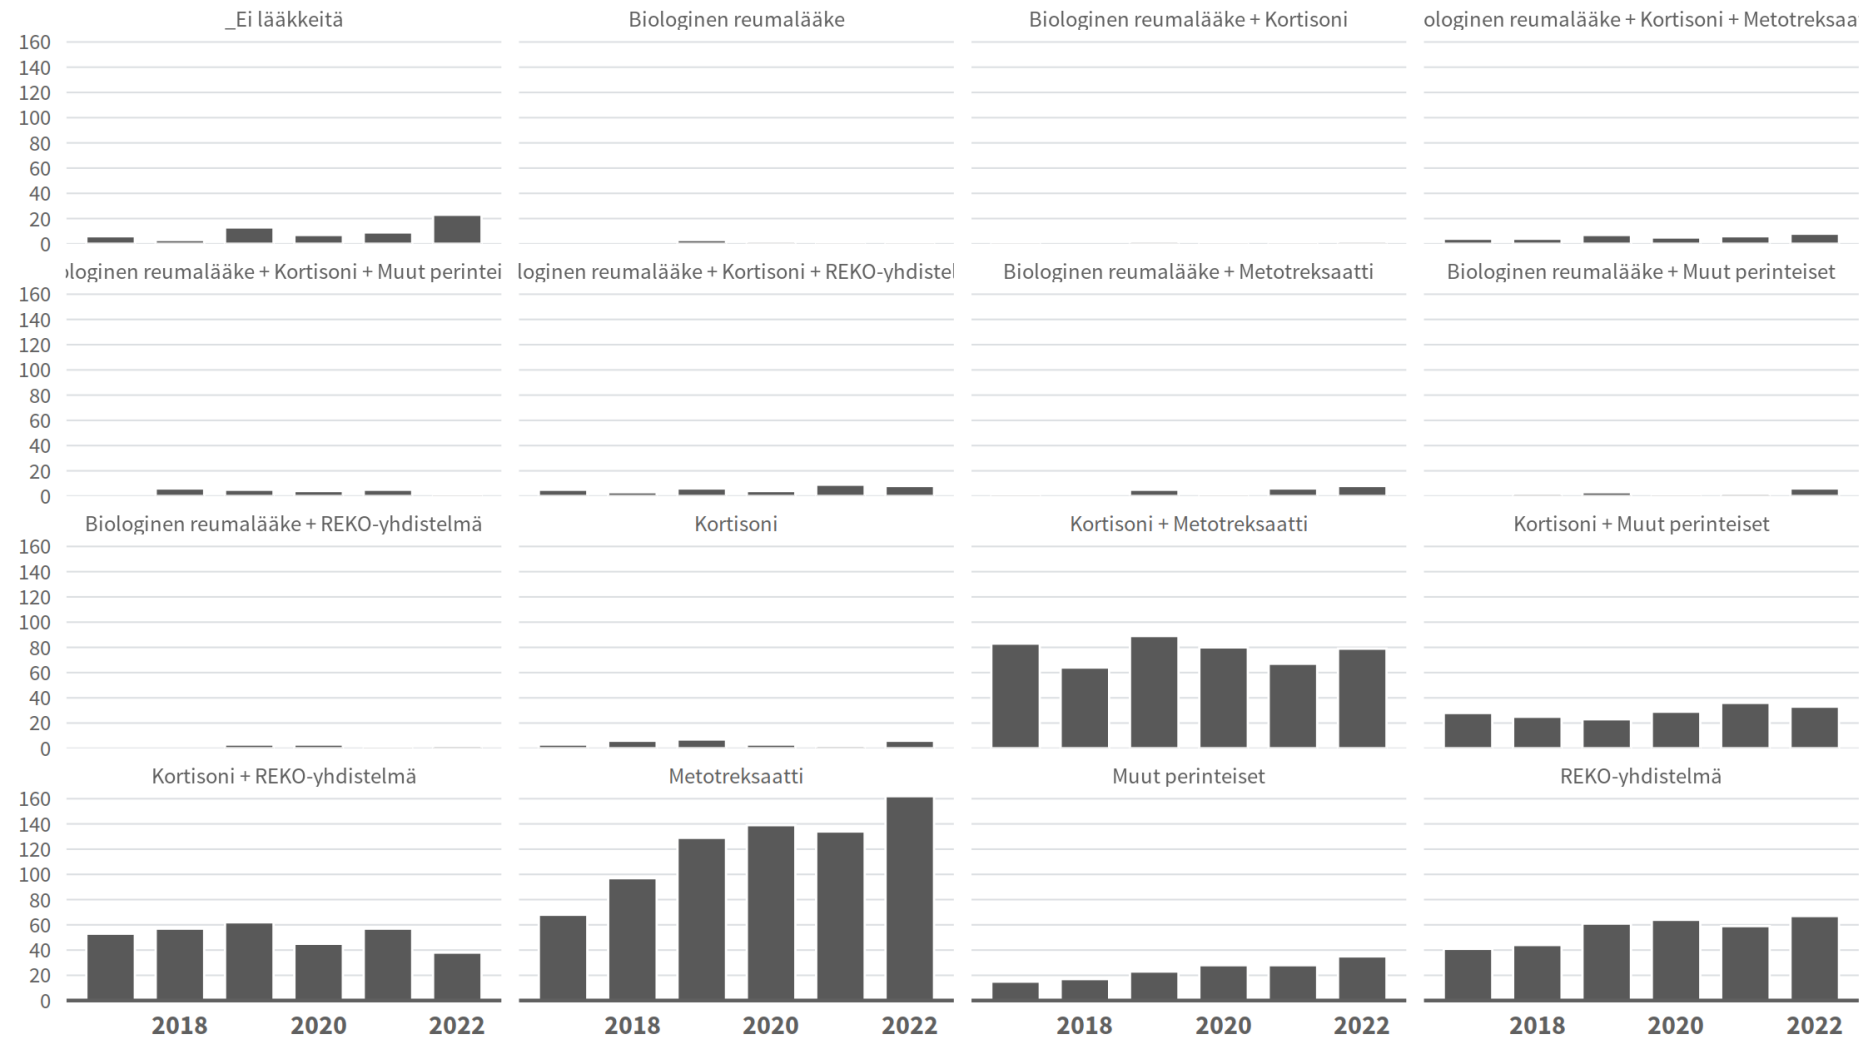 _Ei lääkkeitä
Biologinen reumalääke
Biologinen reumalääke + Kortisoni
ologinen reumalääke + Kortisoni + Metotreksaa
160
140
120
100
80
60
40
20
0
ologinen reumalääke + Kortisoni + Muut perintei
loginen reumalääke + Kortisoni + REKO-yhdistel
Biologinen reumalääke + Metotreksaatti
Biologinen reumalääke + Muut perinteiset
160
140
120
100
80
60
40
20
0
Biologinen reumalääke + REKO-yhdistelmä
Kortisoni
Kortisoni + Metotreksaatti
Kortisoni + Muut perinteiset
160
140
120
100
80
60
40
20
0
Kortisoni + REKO-yhdistelmä
Metotreksaatti
Muut perinteiset
REKO-yhdistelmä
160
140
120
100
80
60
40
20
0
2018 2020 2022
2018 2020 2022
2018 2020 2022
2018 2020 2022